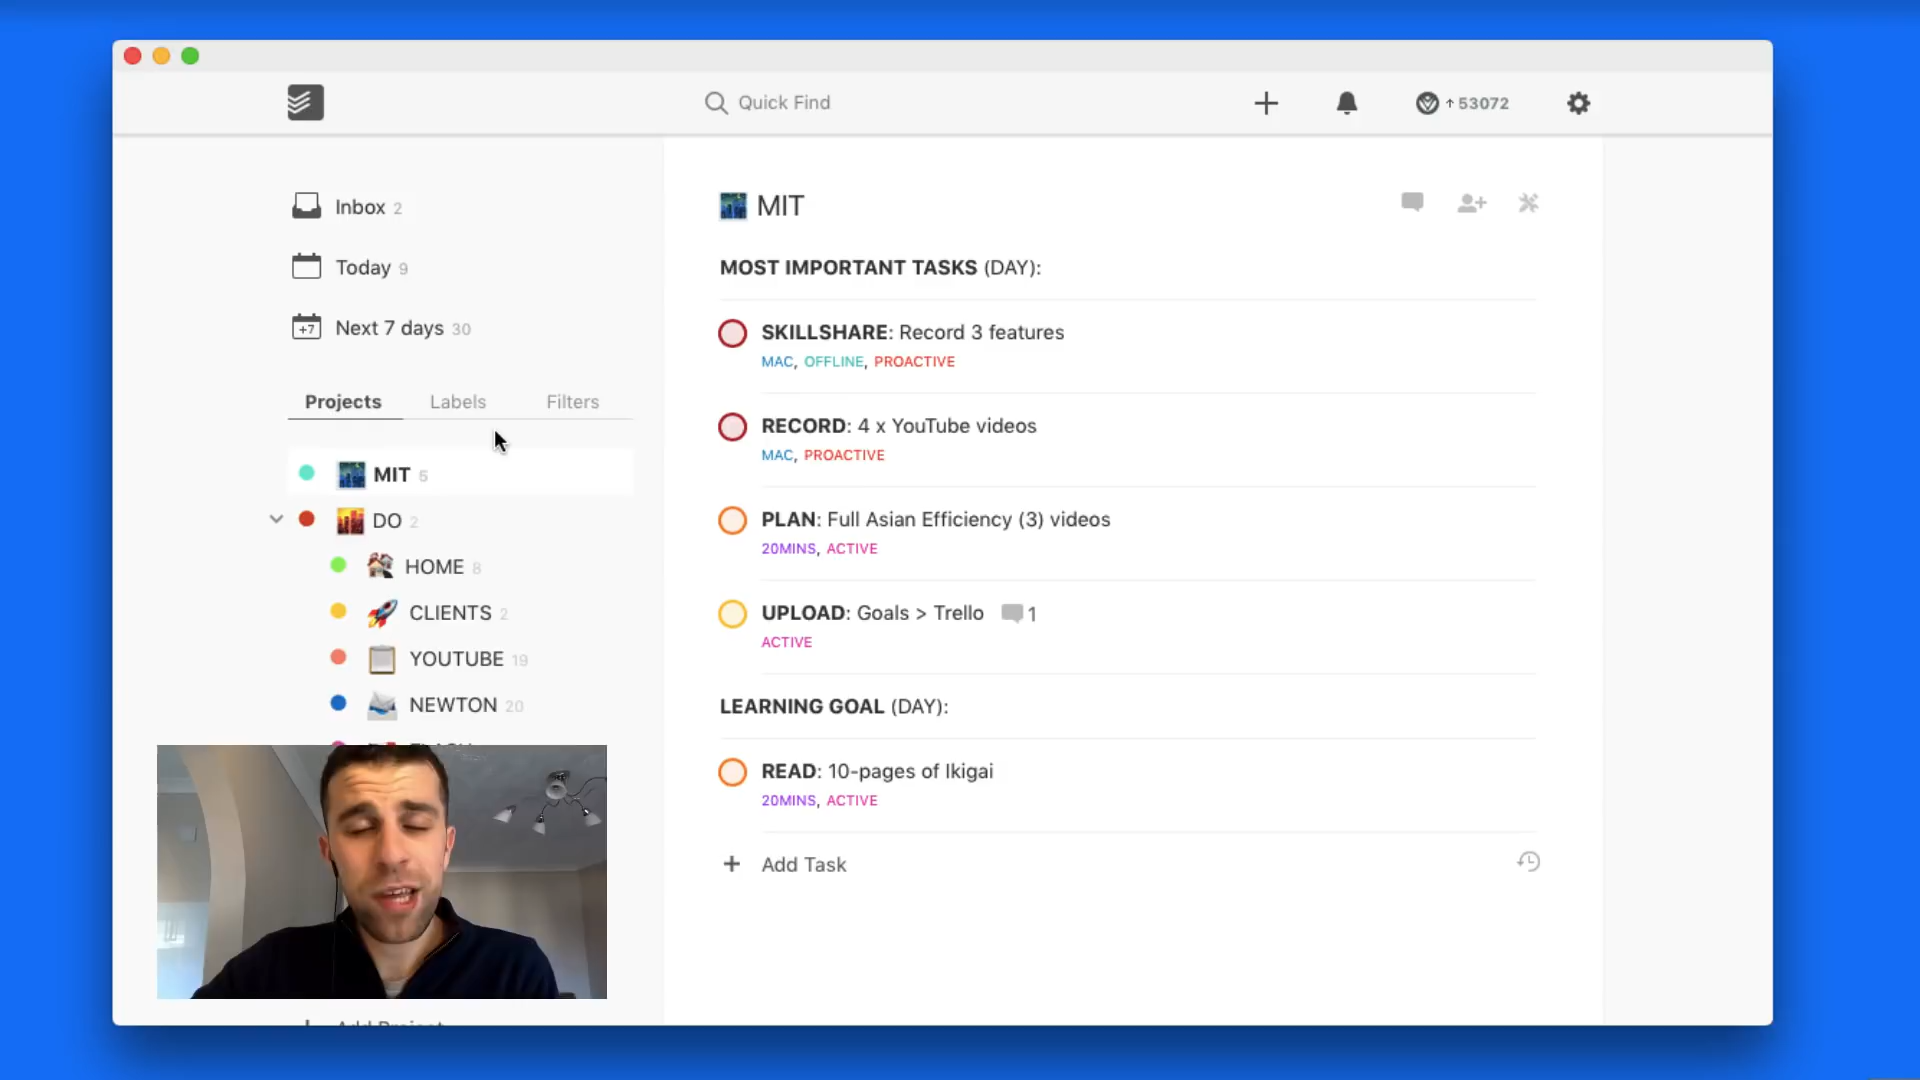 Quick Find
↑ 53072
Inbox 2
Today 9
+7 Next 7 days 30
Projects Labels Filters
MIT 5
DO 2
HOME 8
CLIENTS 2
YOUTUBE 19
NEWTON 20
Add Project
MIT
MOST IMPORTANT TASKS (DAY):
SKILLSHARE: Record 3 features
MAC, OFFLINE, PROACTIVE
RECORD: 4 x YouTube videos
MAC, PROACTIVE
PLAN: Full Asian Efficiency (3) videos
20MINS, ACTIVE
UPLOAD: Goals > Trello 1
ACTIVE
LEARNING GOAL (DAY):
READ: 10-pages of Ikigai
20MINS, ACTIVE
+ Add Task